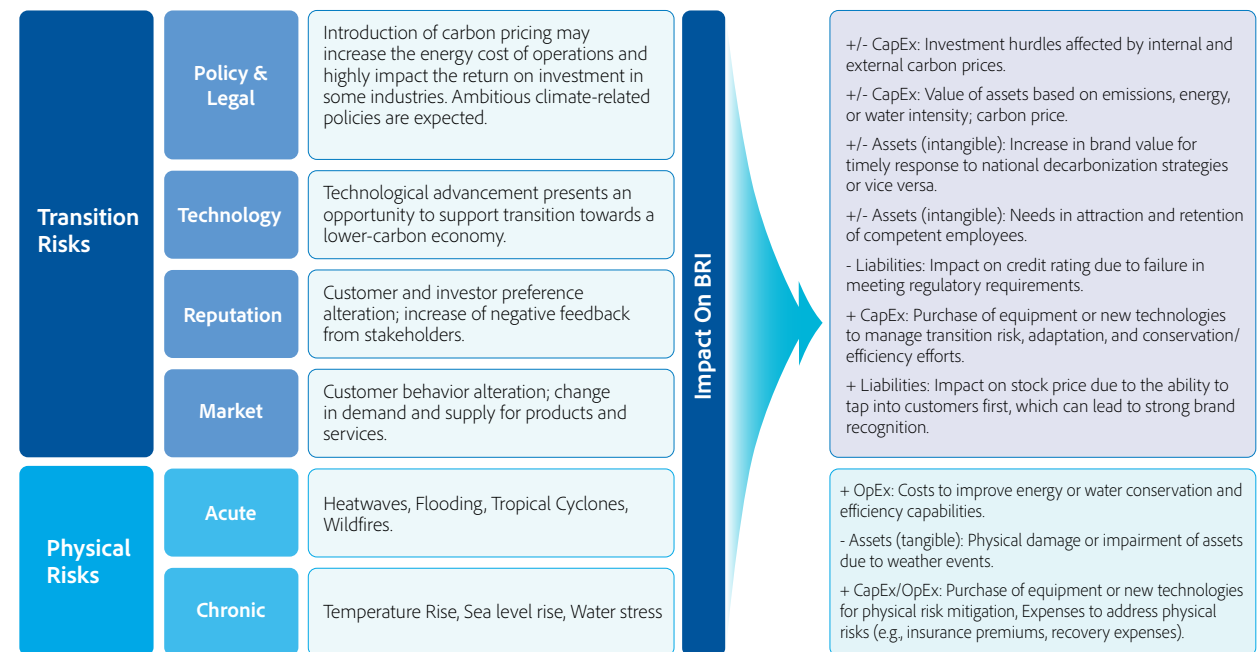 Transition
Risks
Policy &
Legal
Introduction of carbon pricing may
increase the energy cost of operations and
highly impact the return on investment in
some industries. Ambitious climate-related
policies are expected.
Technology
Technological advancement presents an
opportunity to support transition towards a
lower-carbon economy.
Reputation
Customer and investor preference
alteration; increase of negative feedback
from stakeholders.
Market
Customer behavior alteration; change
in demand and supply for products and
services.
Physical
Risks
Acute
Heatwaves, Flooding, Tropical Cyclones,
Wildfires.
Chronic
Temperature Rise, Sea level rise, Water stress
Impact On BRI
+/- CapEx: Investment hurdles affected by internal and
external carbon prices.
+/- CapEx: Value of assets based on emissions, energy,
or water intensity; carbon price.
+/- Assets (intangible): Increase in brand value for
timely response to national decarbonization strategies
or vice versa.
+/- Assets (intangible): Needs in attraction and retention
of competent employees.
- Liabilities: Impact on credit rating due to failure in
meeting regulatory requirements.
+ CapEx: Purchase of equipment or new technologies
to manage transition risk, adaptation, and conservation/
efficiency efforts.
+ Liabilities: Impact on stock price due to the ability to
tap into customers first, which can lead to strong brand
recognition.
+ OpEx: Costs to improve energy or water conservation and
efficiency capabilities.
- Assets (tangible): Physical damage or impairment of assets
due to weather events.
+ CapEx/OpEx: Purchase of equipment or new technologies
for physical risk mitigation, Expenses to address physical
risks (e.g., insurance premiums, recovery expenses).